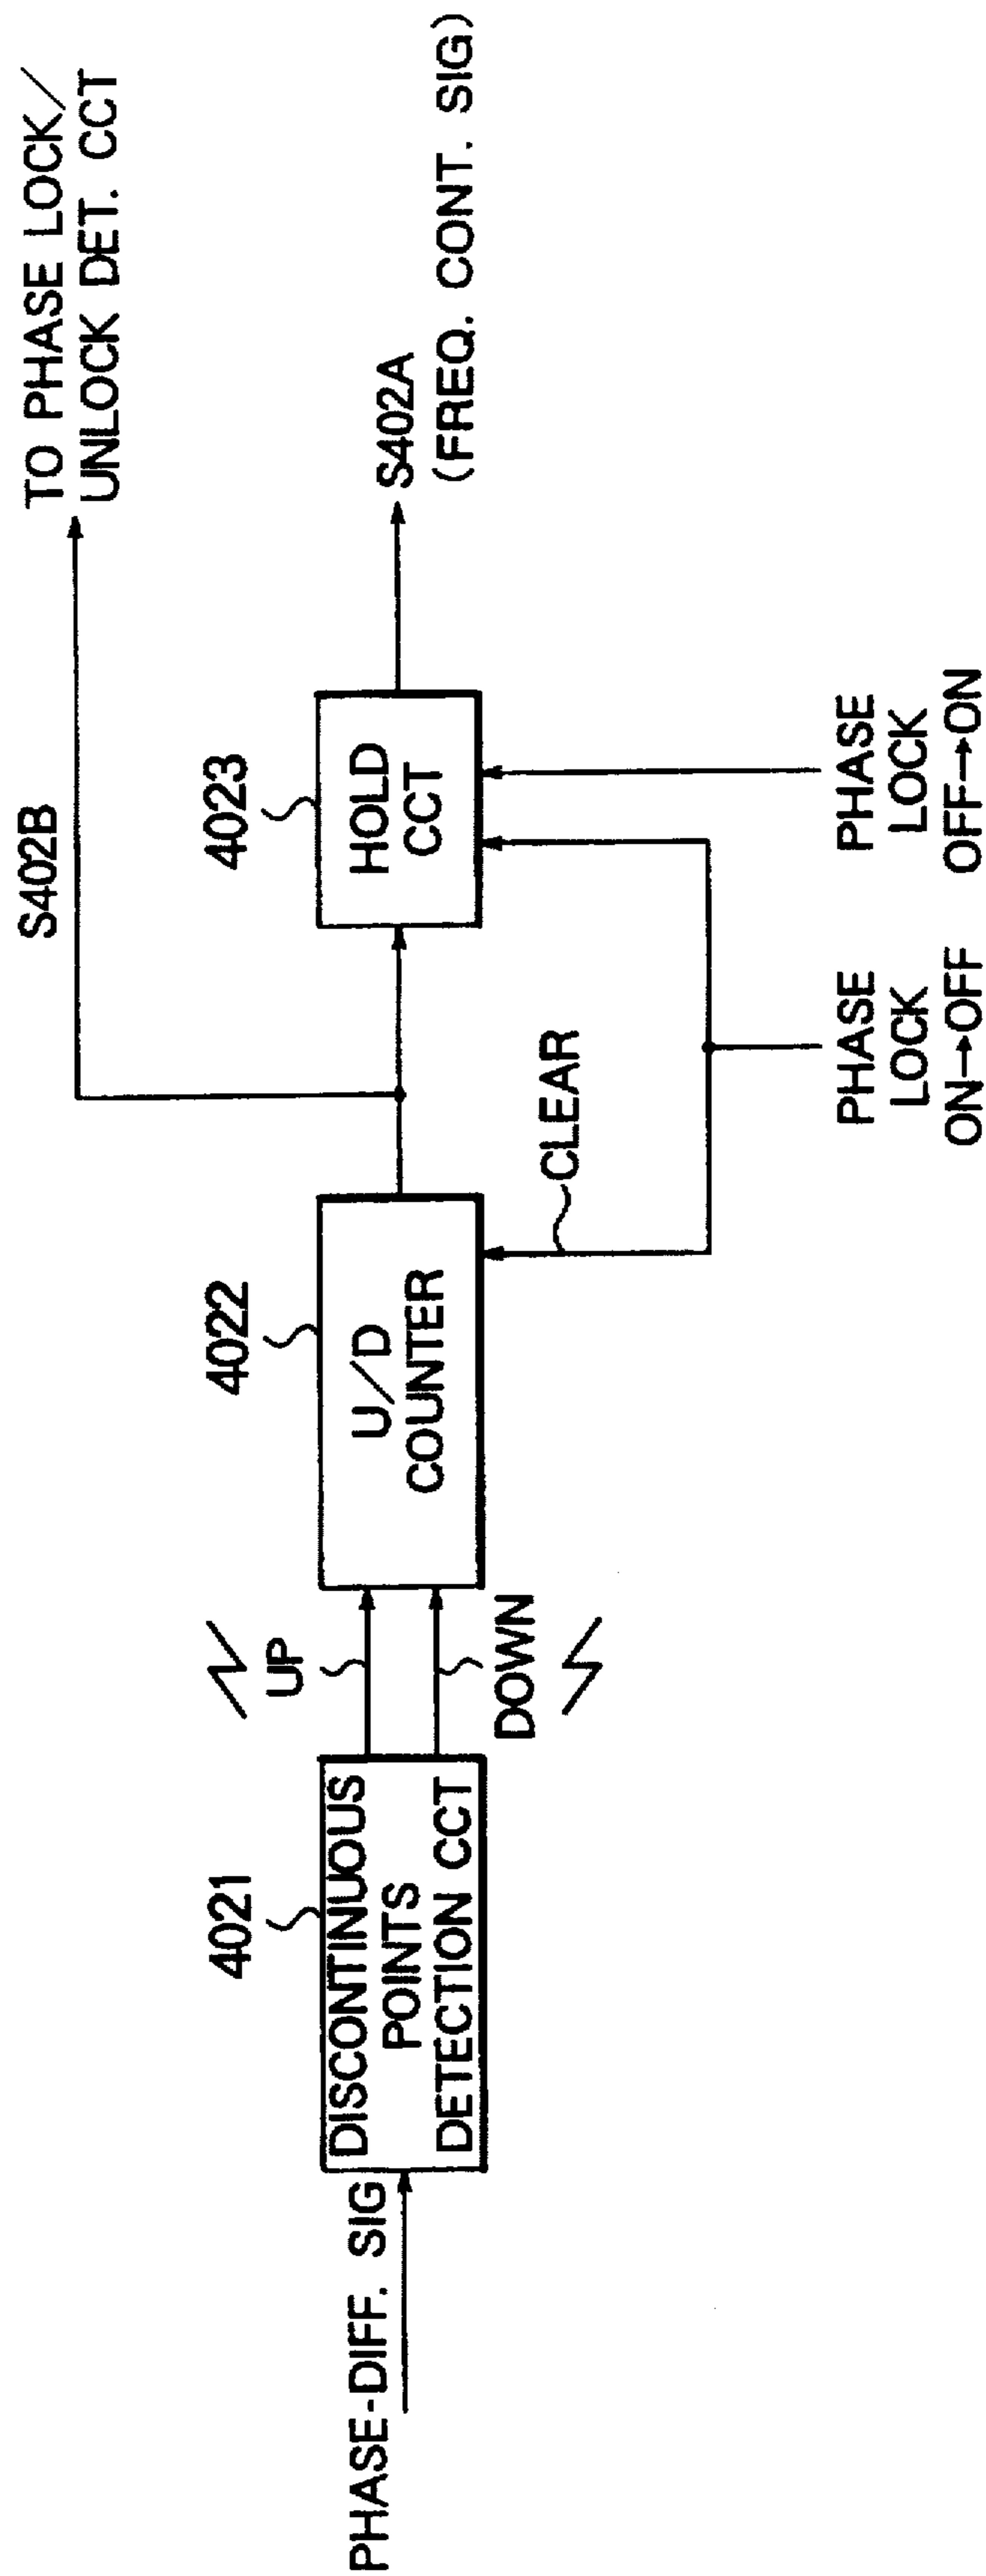 PHASE-DIFF. SIG
4021
DISCONTINUOUS
POINTS
DETECTION CCT
UP
DOWN
4022
U/D
COUNTER
CLEAR
S402B
TO PHASE LOCK/
UNLOCK DET. CCT
4023
HOLD
CCT
S402A
(FREQ. CONT. SIG)
PHASE
LOCK
ON→OFF
PHASE
LOCK
OFF→ON